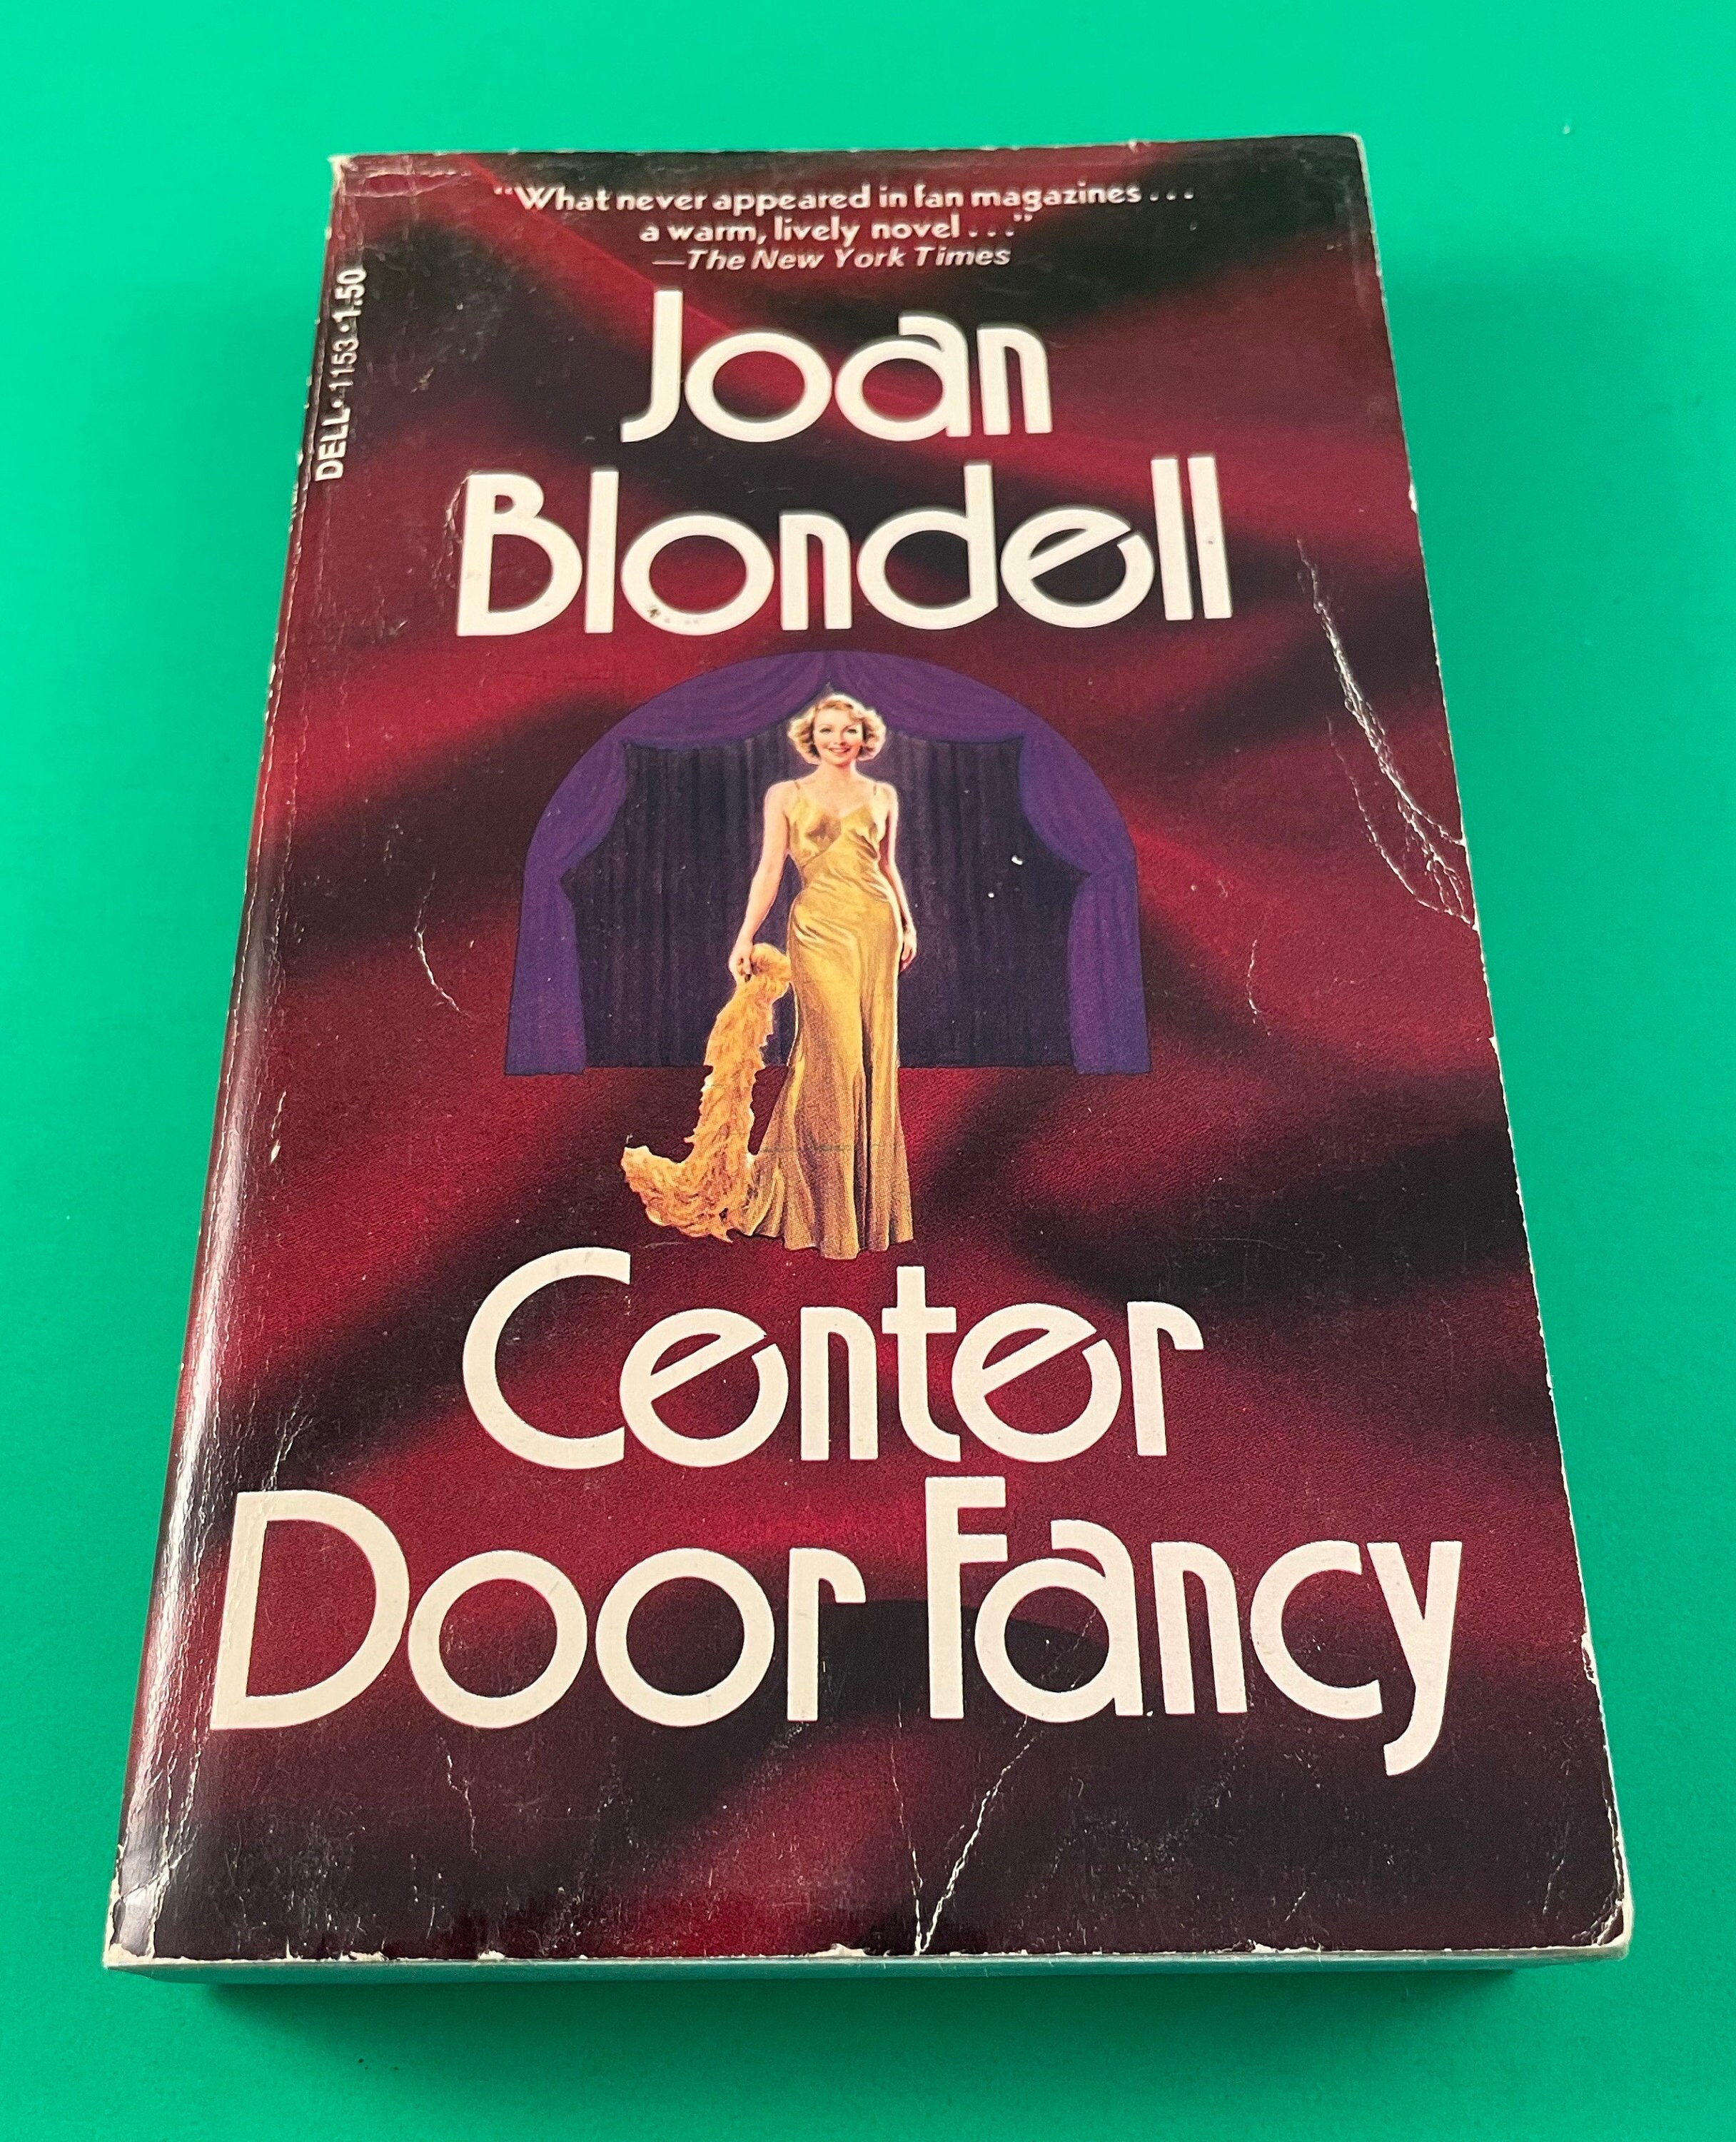 "What never appeared in fan magazines...
a warm, lively novel..."
—The New York Times
DELL • 1153 • 1.50
Joan
Blondell
Center
Door Fancy